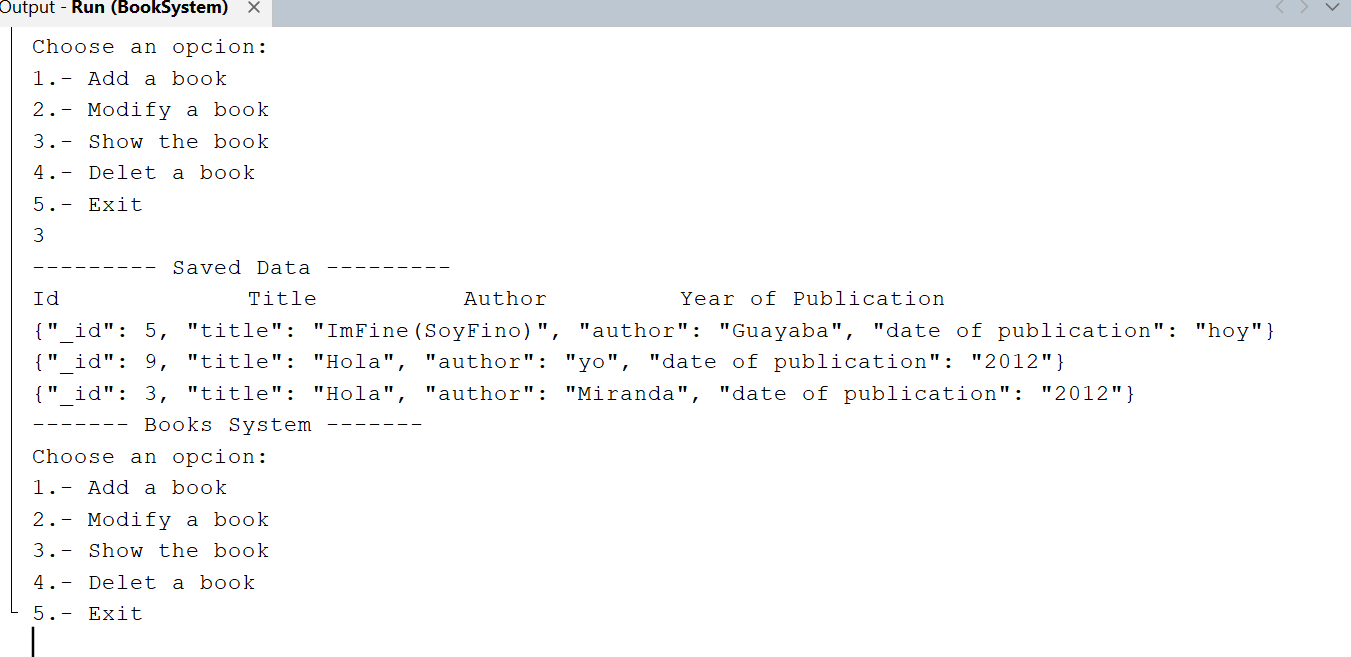 Output - Run (BookSystem) ×
Choose an opcion:
1.- Add a book
2.- Modify a book
3.- Show the book
4.- Delet a book
5.- Exit
3
--------- Saved Data ---------
Id Title Author Year of Publication
{"_id": 5, "title": "ImFine(SoyFino)", "author": "Guayaba", "date of publication": "hoy"}
{"_id": 9, "title": "Hola", "author": "yo", "date of publication": "2012"}
{"_id": 3, "title": "Hola", "author": "Miranda", "date of publication": "2012"}
------- Books System -------
Choose an opcion:
1.- Add a book
2.- Modify a book
3.- Show the book
4.- Delet a book
5.- Exit